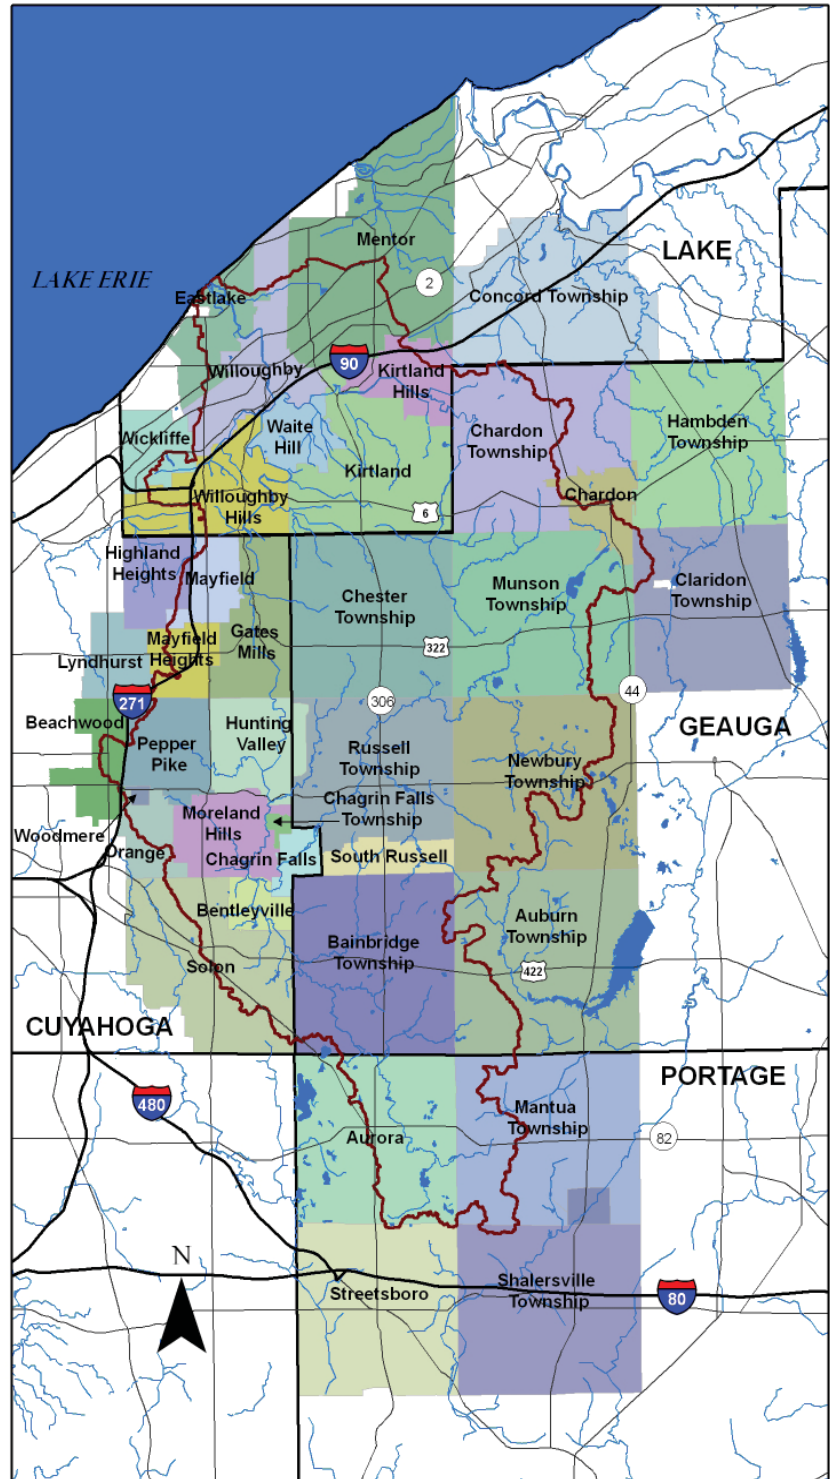 Mentor
LAKE
LAKE ERIE
2
Eastlake
Concord Township
90
Willoughby
Kirtland
Hills
Wickliffe
Waite
Hill
Chardon
Township
Hambden
Township
Kirtland
Willoughby
Hills
6
Chardon
Highland
Heights
Mayfield
Chester
Township
Munson
Township
Claridon
Township
Mayfield
Heights
Gates
Mills
322
Lyndhurst
271
306
44
Beachwood
Pepper
Pike
Hunting
Valley
Russell
Township
Newbury
Township
GEAUGA
Chagrin Falls
Township
Moreland
Hills
Woodmere
Orange
Chagrin Falls
South Russell
Bentleyville
Auburn
Township
Bainbridge
Township
Solon
422
CUYAHOGA
PORTAGE
480
Mantua
Township
Aurora
82
N
Streetsboro
Shalersville
Township
80